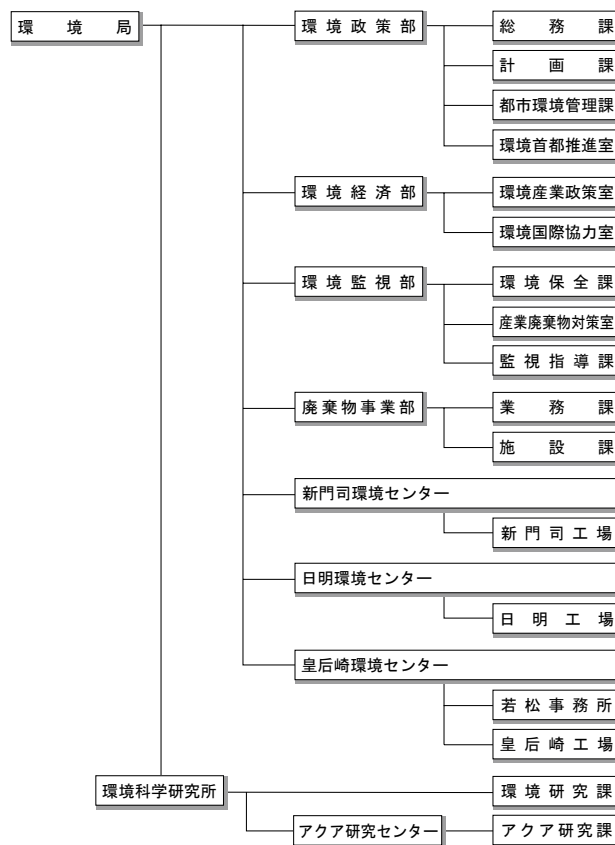 環境局
環境政策部
総務課
計画課
都市環境管理課
環境首都推進室
環境経済部
環境産業政策室
環境国際協力室
環境監視部
環境保全課
産業廃棄物対策室
監視指導課
廃棄物事業部
業務課
施設課
新門司環境センター
新門司工場
日明環境センター
日明工場
皇后崎環境センター
若松事務所
皇后崎工場
環境科学研究所
環境研究課
アクア研究センター
アクア研究課